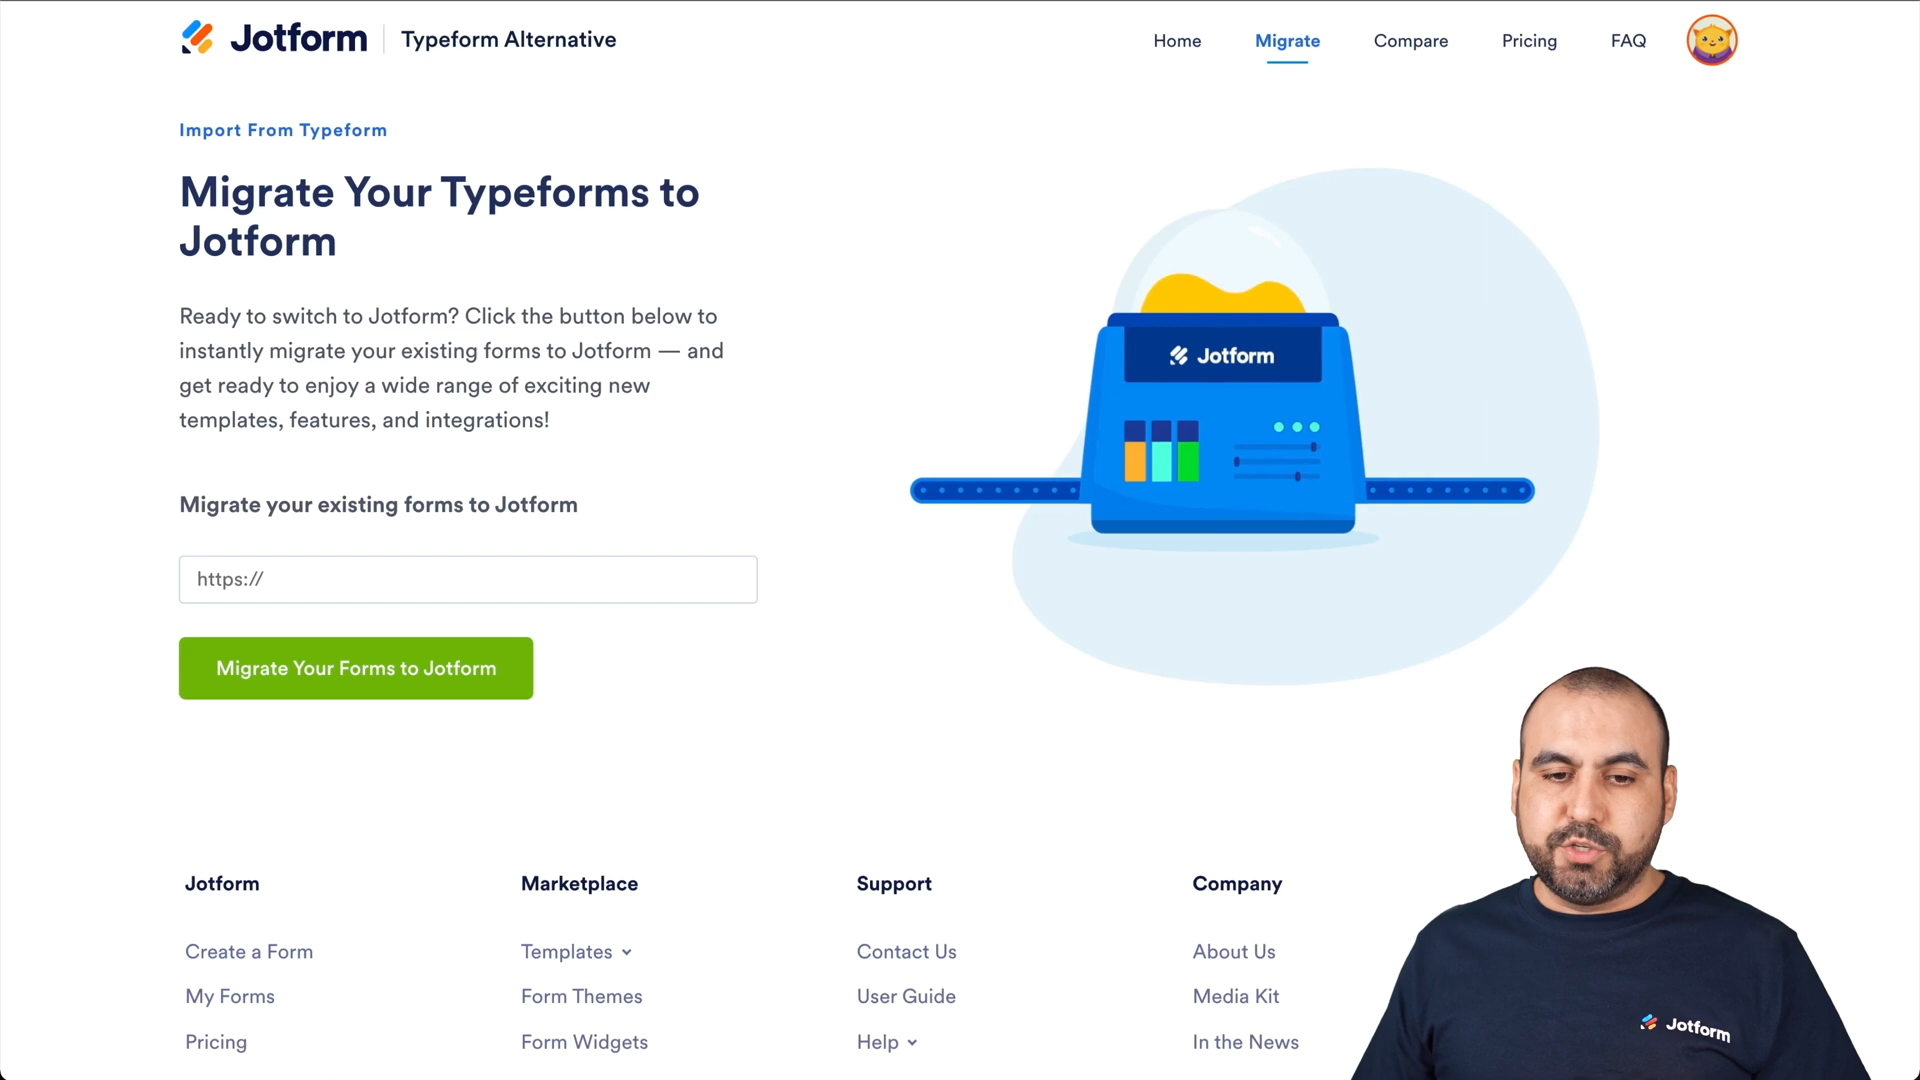 Jotform
Typeform Alternative
Home
Migrate
Compare
Pricing
FAQ
Import From Typeform
Migrate Your Typeforms to
Jotform
Ready to switch to Jotform? Click the button below to
instantly migrate your existing forms to Jotform — and
get ready to enjoy a wide range of exciting new
templates, features, and integrations!
Migrate your existing forms to Jotform
https://
Migrate Your Forms to Jotform
Jotform
Jotform
Create a Form
My Forms
Pricing
Marketplace
Templates
Form Themes
Form Widgets
Support
Contact Us
User Guide
Help
Company
About Us
Media Kit
In the News
Jotform